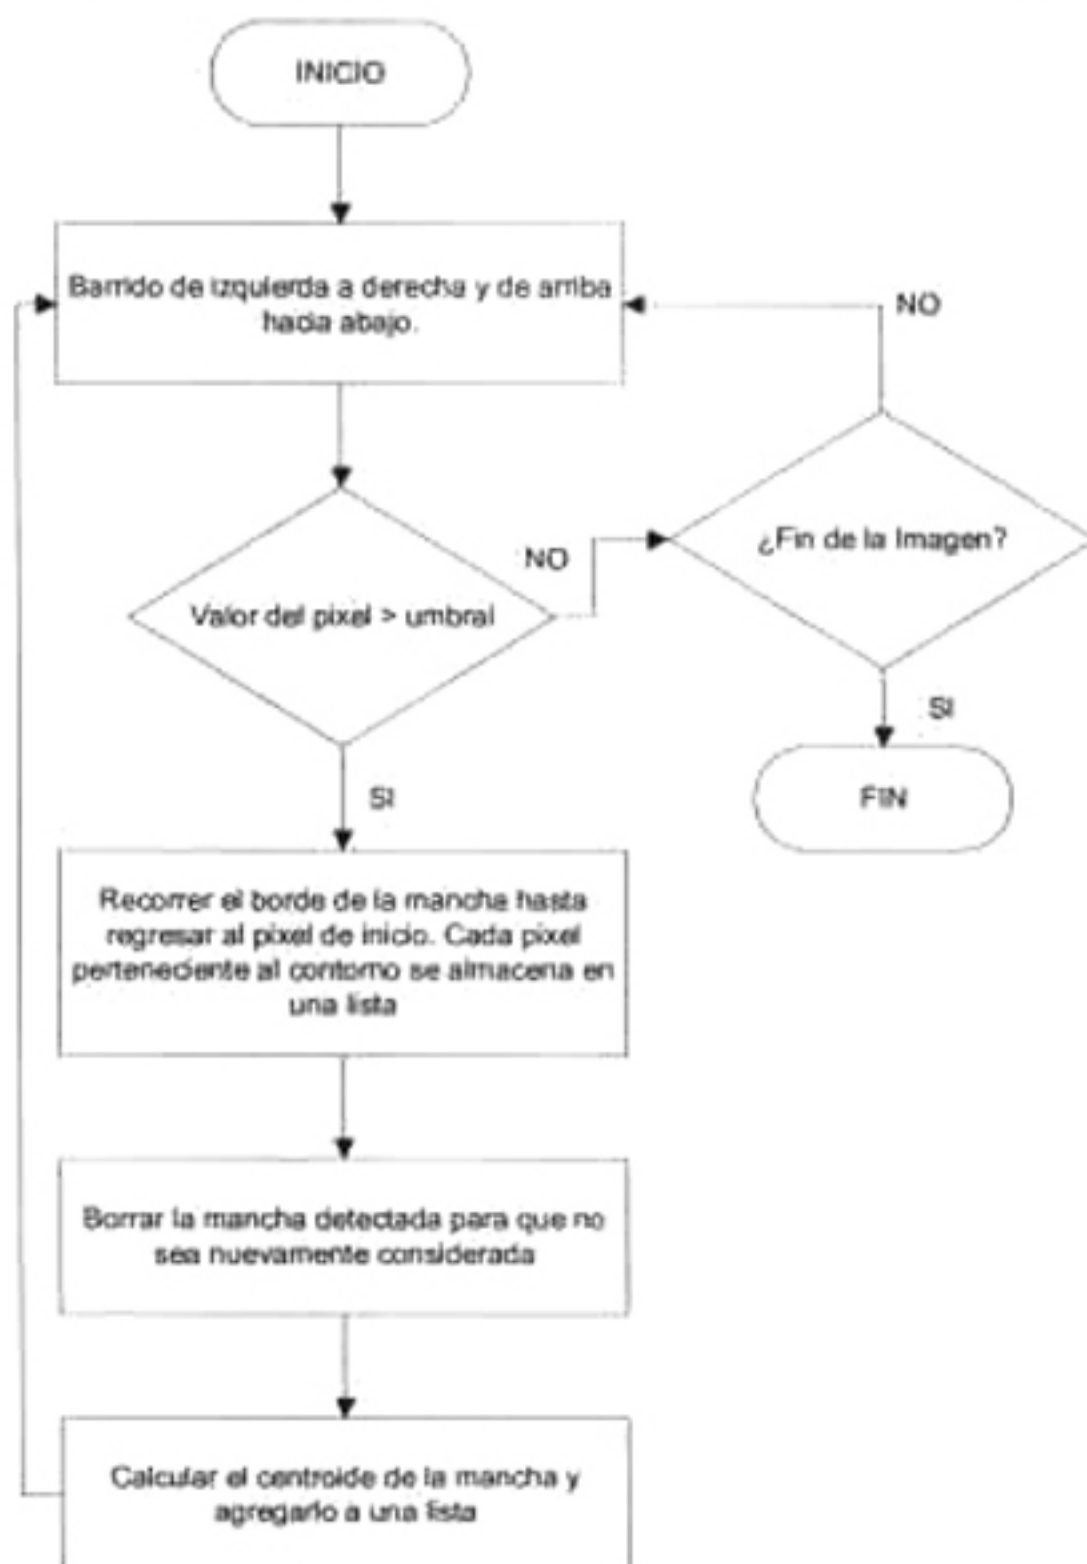 INICIO
Barrido de izquierda a derecha y de arriba
hacia abajo.
NO
¿Fin de la Imagen?
NO
Valor del pixel > umbral
SI
FIN
SI
Recorrer el borde de la mancha hasta
regresar al pixel de inicio. Cada pixel
perteneciente al contorno se almacena en
una lista
Borrar la mancha detectada para que no
sea nuevamente considerada
Calcular el centroide de la mancha y
agregarlo a una lista